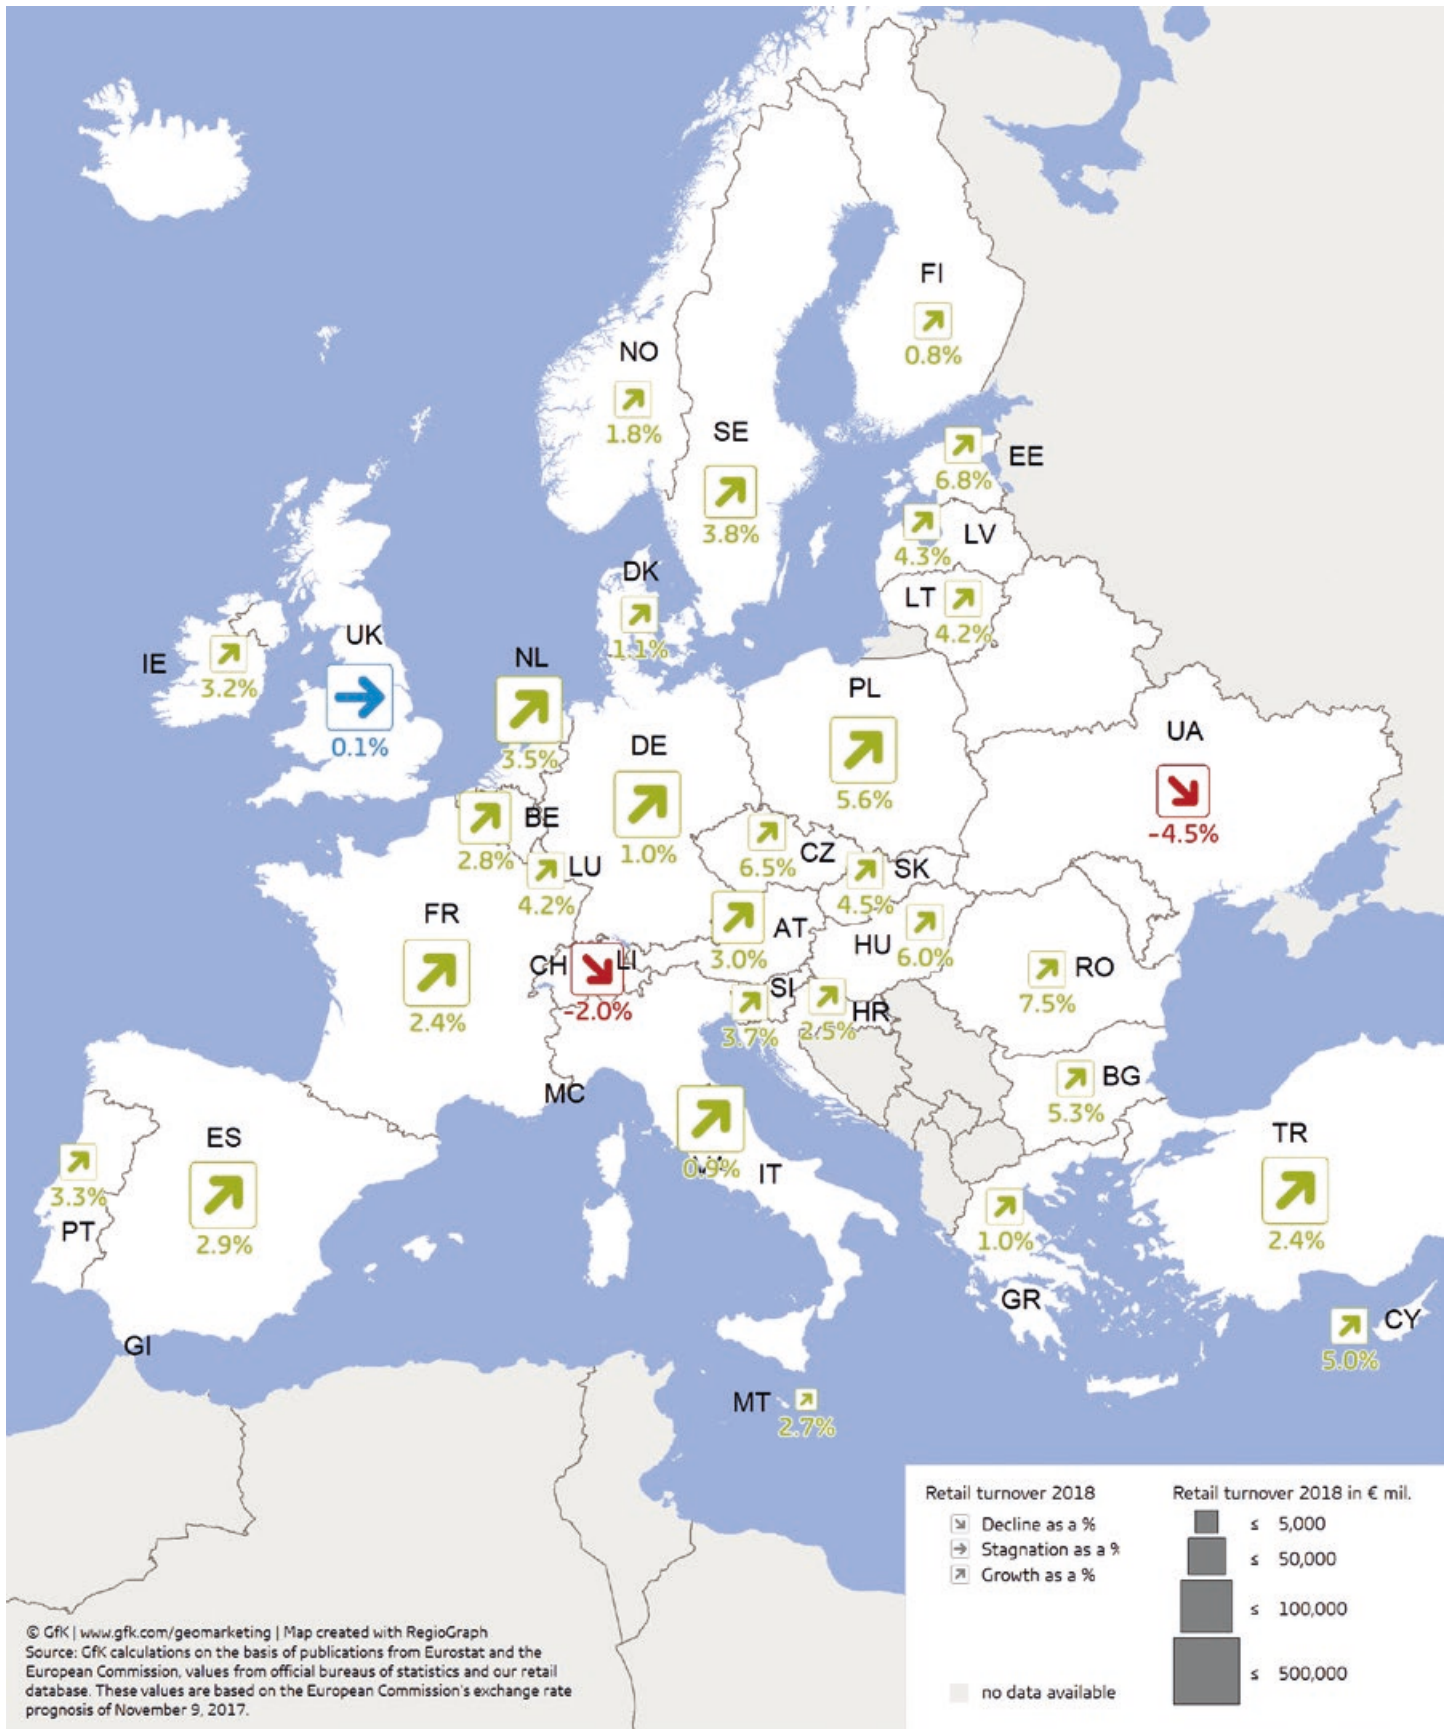 FI
0.8%
NO
1.8%
SE
3.8%
EE
6.8%
LV
4.3%
LT
4.2%
DK
1.1%
IE
3.2%
UK
0.1%
NL
3.5%
PL
5.6%
DE
1.0%
UA
-4.5%
BE
2.8%
LU
4.2%
CZ
6.5%
SK
4.5%
FR
2.4%
AT
3.0%
HU
6.0%
CH
LI
-2.0%
RO
7.5%
SI
3.7%
HR
2.5%
MC
BG
5.3%
ES
2.9%
0.9%
IT
TR
2.4%
3.3%
PT
1.0%
GR
CY
5.0%
GI
MT
2.7%
Retail turnover 2018
Decline as a %
Stagnation as a %
Growth as a %
no data available
Retail turnover 2018 in € mil.
≤ 5,000
≤ 50,000
≤ 100,000
≤ 500,000
© GfK | www.gfk.com/geomarketing | Map created with RegioGraph
Source: GfK calculations on the basis of publications from Eurostat and the
European Commission, values from official bureaus of statistics and our retail
database. These values are based on the European Commission's exchange rate
prognosis of November 9, 2017.